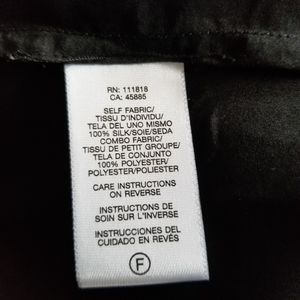 RN: 111818
CA: 45885
SELF FABRIC/
TISSU D'INDIVIDU/
TELA DEL UNO MISMO
100% SILK/SOIE/SEDA
COMBO FABRIC/
TISSU DE PETIT GROUPE/
TELA DE CONJUNTO
100% POLYESTER/
POLYESTER/POLIESTER
CARE INSTRUCTIONS
ON REVERSE
INSTRUCTIONS DE
SOIN SUR L'INVERSE
INSTRUCCIONES DEL
CUIDADO EN REVÉS
F